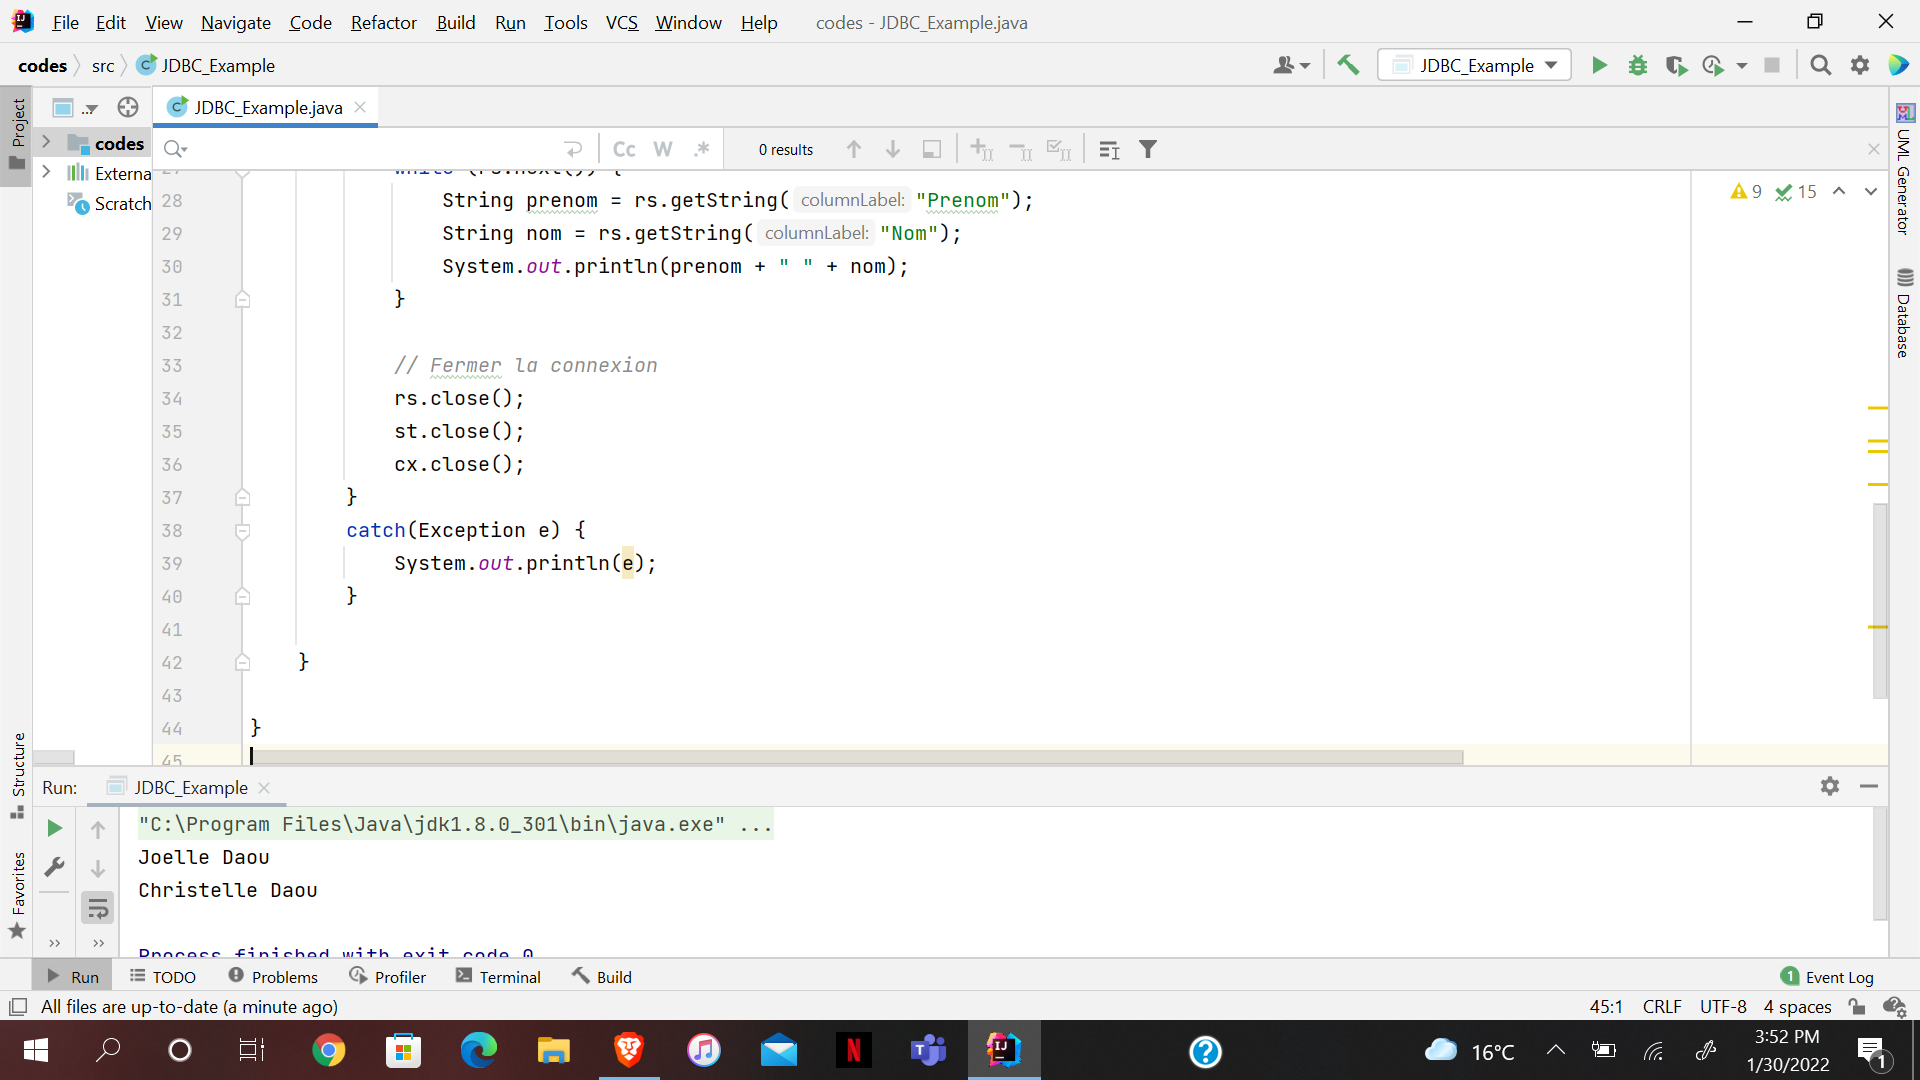 File Edit View Navigate Code Refactor Build Run Tools VCS Window Help codes - JDBC_Example.java
codes src JDBC_Example JDBC_Example
Project
JDBC_Example.java
codes
Externa
Scratch
Cc W .* 0 results
9 15
28 String prenom = rs.getString( columnLabel: "Prenom");
29 String nom = rs.getString( columnLabel: "Nom");
30 System.out.println(prenom + " " + nom);
31 }
32
33 // Fermer la connexion
34 rs.close();
35 st.close();
36 cx.close();
37 }
38 catch(Exception e) {
39 System.out.println(e);
40 }
41
42 }
43
44 }
45
UML Generator
Database
Structure
Favorites
Run: JDBC_Example
"C:\Program Files\Java\jdk1.8.0_301\bin\java.exe" ...
Joelle Daou
Christelle Daou
Process finished with exit code 0
Run TODO Problems Profiler Terminal Build 1 Event Log
All files are up-to-date (a minute ago) 45:1 CRLF UTF-8 4 spaces
16°C 3:52 PM
1/30/2022 1